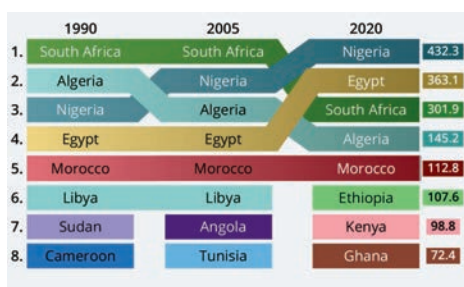 1990 2005 2020
1. South Africa South Africa Nigeria 432.3
2. Algeria Nigeria Egypt 363.1
3. Nigeria Algeria South Africa 301.9
4. Egypt Egypt Algeria 145.2
5. Morocco Morocco Morocco 112.8
6. Libya Libya Ethiopia 107.6
7. Sudan Angola Kenya 98.8
8. Cameroon Tunisia Ghana 72.4